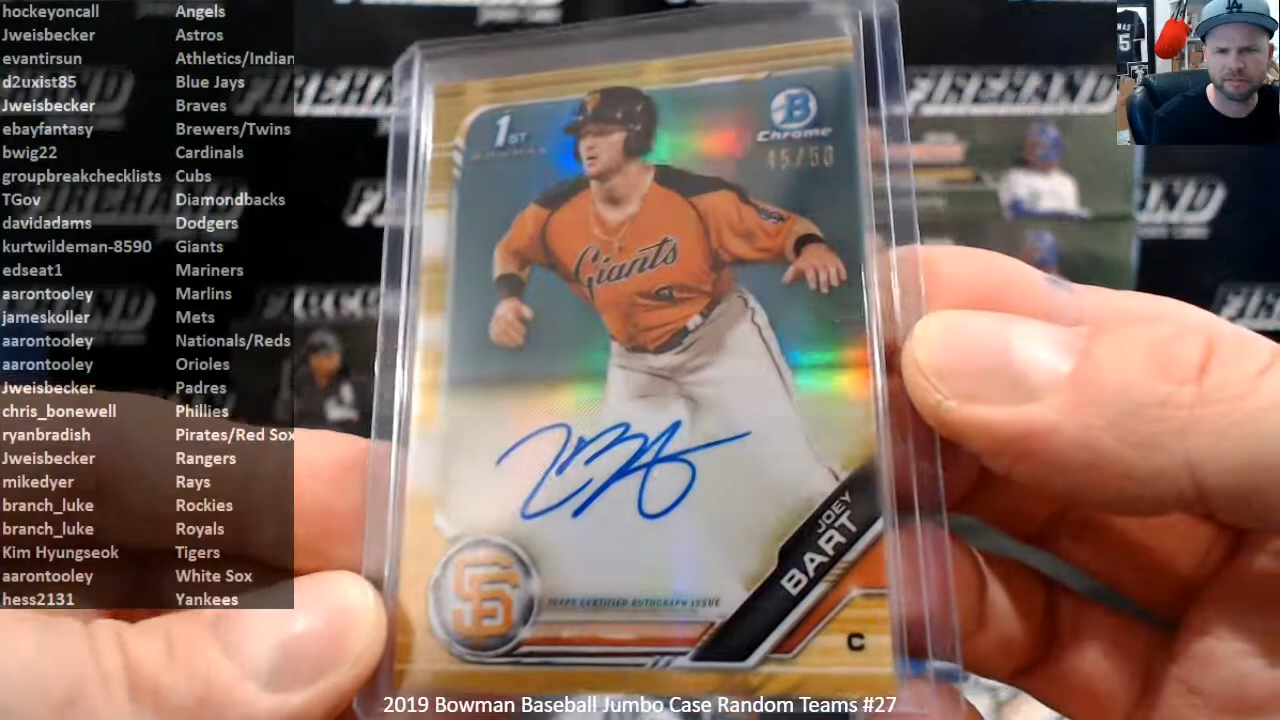 hockeyoncall Angels
Jweisbecker Astros
evantirsun Athletics/Indian
d2uxist85 Blue Jays
Jweisbecker Braves
ebayfantasy Brewers/Twins
bwig22 Cardinals
groupbreakchecklists Cubs
TGov Diamondbacks
davidadams Dodgers
kurtwildeman-8590 Giants
edseat1 Mariners
aarontooley Marlins
jameskoller Mets
aarontooley Nationals/Reds
aarontooley Orioles
Jweisbecker Padres
chris_bonewell Phillies
ryanbradish Pirates/Red Sox
Jweisbecker Rangers
mikedyer Rays
branch_luke Rockies
branch_luke Royals
Kim Hyungseok Tigers
aarontooley White Sox
hess2131 Yankees
FIREHAND
1ST
BOWMAN
B
Chrome
45/50
Giants
JOEY
BART
SF
TOPPS CERTIFIED AUTOGRAPH ISSUE
C
LA
2019 Bowman Baseball Jumbo Case Random Teams #27